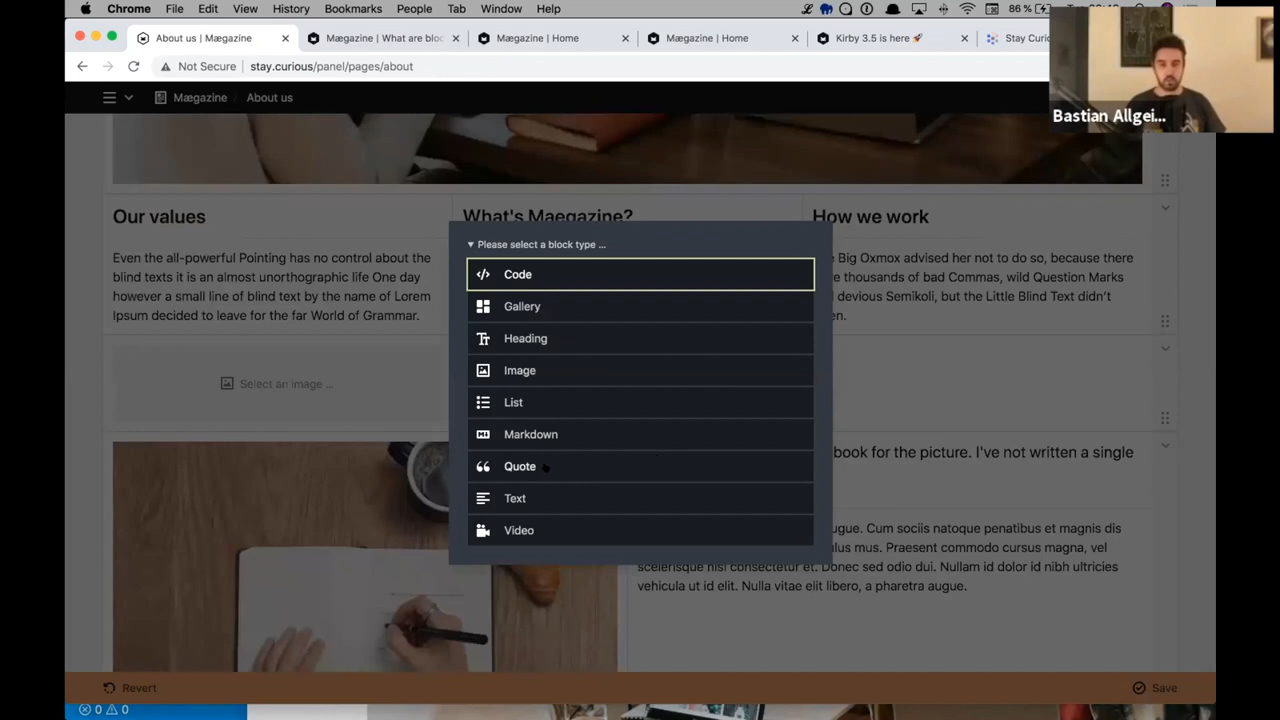 Chrome File Edit View History Bookmarks People Tab Window Help 86 %
About us | Mægazine Mægazine | What are bloc Mægazine | Home Mægazine | Home Kirby 3.5 is here 🚀 Stay Curio
Not Secure stay.curious/panel/pages/about
Mægazine / About us
Bastian Allgei...
Our values
What's Maegazine?
How we work
Even the all-powerful Pointing has no control about the
blind texts it is an almost unorthographic life One day
however a small line of blind text by the name of Lorem
Ipsum decided to leave for the far World of Grammar.
Big Oxmox advised her not to do so, because there
thousands of bad Commas, wild Question Marks
devious Semikoli, but the Little Blind Text didn't
en.
Please select a block type ...
Code
Gallery
Heading
Image
List
Markdown
Quote
Text
Video
Select an image ...
book for the picture. I've not written a single
augue. Cum sociis natoque penatibus et magnis dis
ulus mus. Praesent commodo cursus magna, vel
scelerisque nisl consectetur et. Donec sed odio dui. Nullam id dolor id nibh ultricies
vehicula ut id elit. Nulla vitae elit libero, a pharetra augue.
Revert
Save
0 0